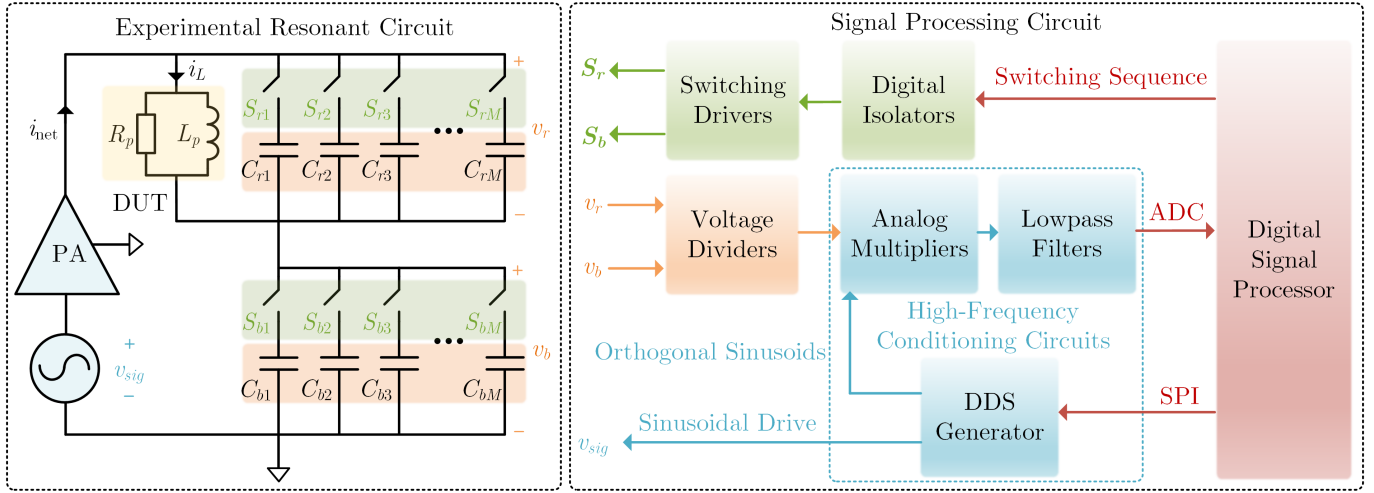 Experimental Resonant Circuit
i_L
i_net
R_p
L_p
DUT
S_r1
S_r2
S_r3
S_rM
C_r1
C_r2
C_r3
C_rM
+
v_r
−
PA
+
v_sig
−
S_b1
S_b2
S_b3
S_bM
C_b1
C_b2
C_b3
C_bM
+
v_b
−
Signal Processing Circuit
S_r
S_b
Switching
Drivers
Digital
Isolators
Switching Sequence
v_r
v_b
Voltage
Dividers
Analog
Multipliers
Lowpass
Filters
ADC
Digital
Signal
Processor
High-Frequency
Conditioning Circuits
Orthogonal Sinusoids
DDS
Generator
SPI
Sinusoidal Drive
v_sig